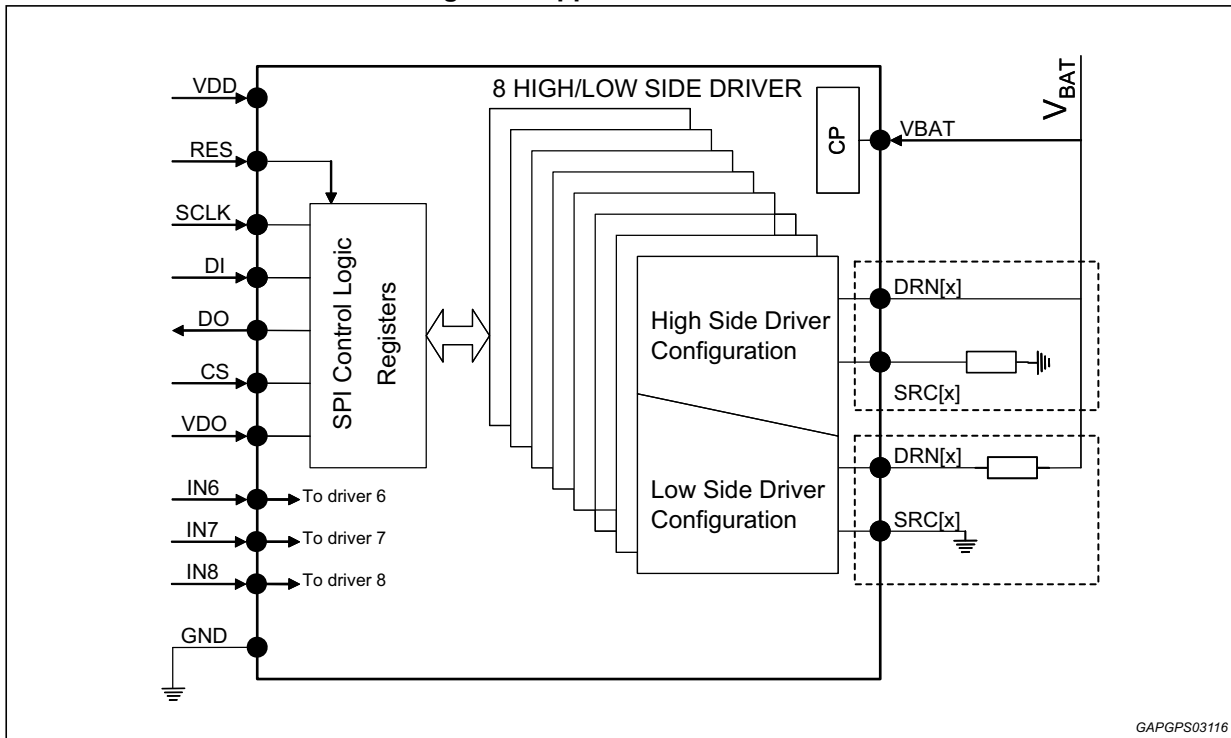 8 HIGH/LOW SIDE DRIVER
VDD
RES
SCLK
DI
DO
CS
VDO
IN6
IN7
IN8
GND
SPI Control Logic
Registers
To driver 6
To driver 7
To driver 8
CP
VBAT
VBAT
High Side Driver
Configuration
Low Side Driver
Configuration
DRN[x]
SRC[x]
DRN[x]
SRC[x]
GAPGPS03116